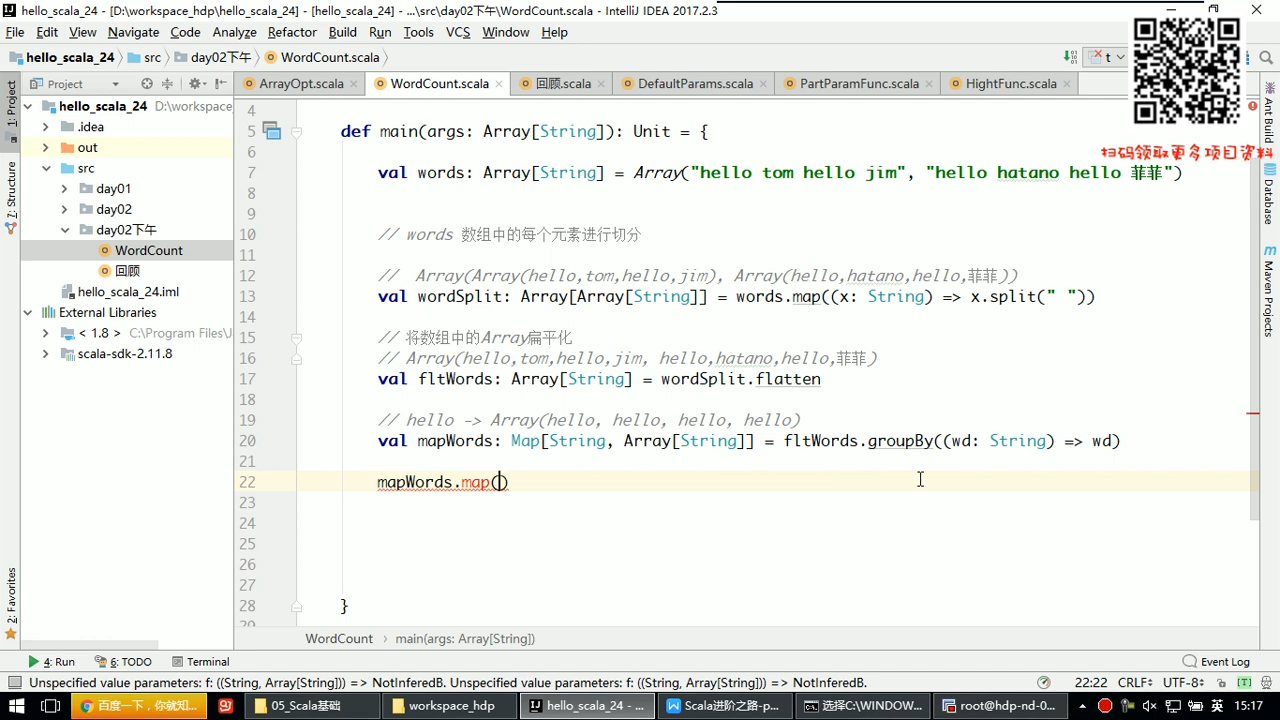 hello_scala_24 - [D:\workspace_hdp\hello_scala_24] - [hello_scala_24] - ...\src\day02下午\WordCount.scala - IntelliJ IDEA 2017.2.3
File Edit View Navigate Code Analyze Refactor Build Run Tools VCS Window Help
hello_scala_24 src day02下午 WordCount.scala t
扫码领取更多项目资料
Project ArrayOpt.scala WordCount.scala 回顾.scala DefaultParams.scala PartParamFunc.scala HightFunc.scala
1: Project
7: Structure
2: Favorites
Ant Build
Database
Maven Projects
hello_scala_24 D:\workspace_
.idea
out
src
day01
day02
day02下午
WordCount
回顾
hello_scala_24.iml
External Libraries
< 1.8 > C:\Program Files\J
scala-sdk-2.11.8
4
5 def main(args: Array[String]): Unit = {
6
7 val words: Array[String] = Array("hello tom hello jim", "hello hatano hello 菲菲")
8
9
10 // words 数组中的每个元素进行切分
11
12 // Array(Array(hello,tom,hello,jim), Array(hello,hatano,hello,菲菲))
13 val wordSplit: Array[Array[String]] = words.map((x: String) => x.split(" "))
14
15 // 将数组中的Array扁平化
16 // Array(hello,tom,hello,jim, hello,hatano,hello,菲菲)
17 val fltWords: Array[String] = wordSplit.flatten
18
19 // hello -> Array(hello, hello, hello, hello)
20 val mapWords: Map[String, Array[String]] = fltWords.groupBy((wd: String) => wd)
21
22 mapWords.map()
23
24
25
26
27
28 }
29
WordCount main(args: Array[String])
4: Run 6: TODO Terminal Event Log
Unspecified value parameters: f: ((String, Array[String])) => NotInferedB. Unspecified value parameters: f: ((String, Array[String])) => NotInferedB. 22:22 CRLF÷ UTF-8÷
百度一下，你就知... 05_Scala基础 workspace_hdp hello_scala_24 - ... Scala进阶之路-p... 选择C:\WINDOW... root@hdp-nd-0... 英 15:17